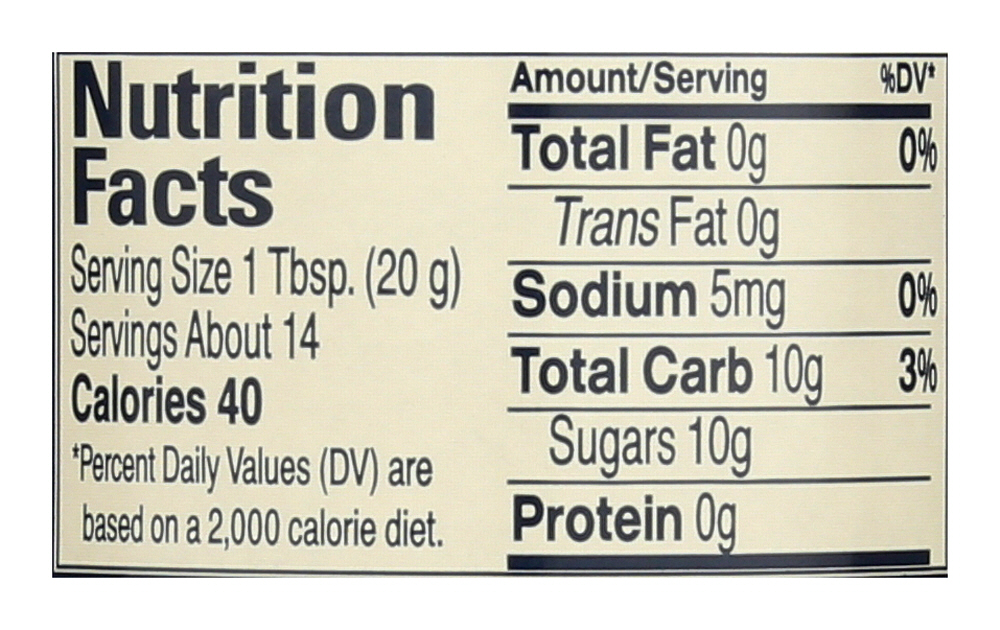 Nutrition
Facts
Serving Size 1 Tbsp. (20 g)
Servings About 14
Calories 40
*Percent Daily Values (DV) are
based on a 2,000 calorie diet.
Amount/Serving %DV*
Total Fat 0g 0%
Trans Fat 0g
Sodium 5mg 0%
Total Carb 10g 3%
Sugars 10g
Protein 0g